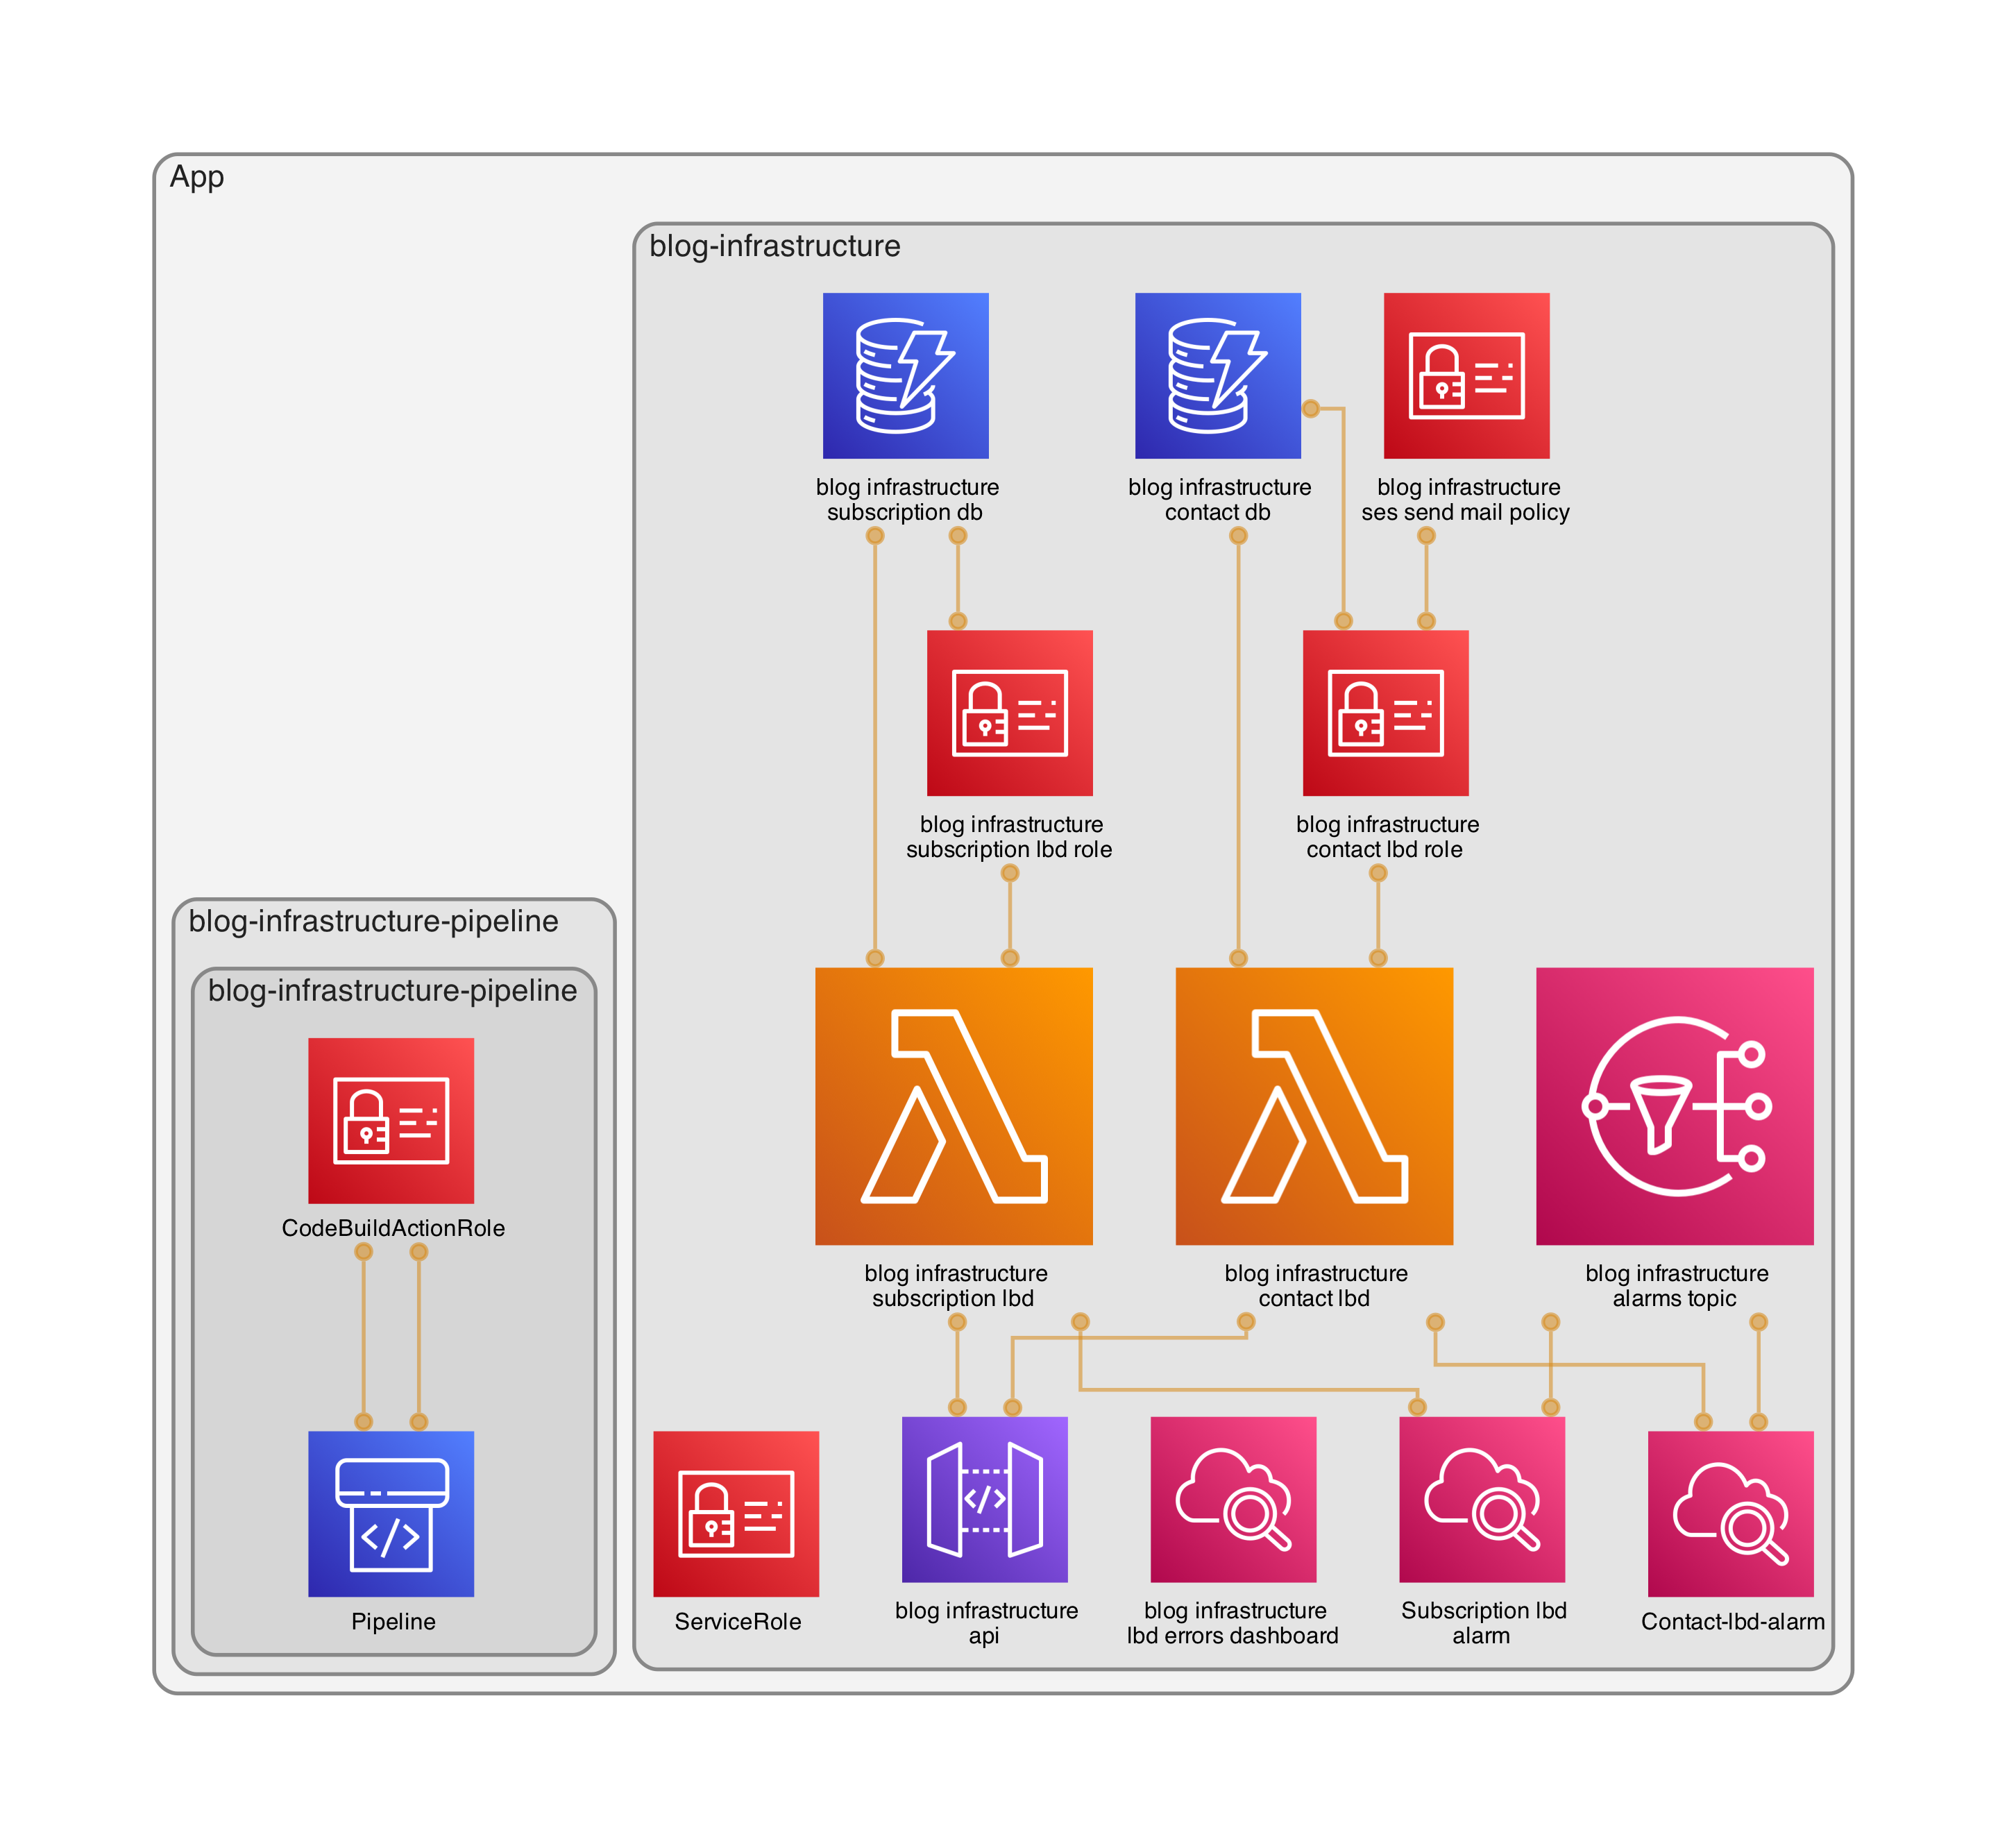 App
blog-infrastructure
blog infrastructure
subscription db
blog infrastructure
contact db
blog infrastructure
ses send mail policy
blog infrastructure
subscription lbd role
blog infrastructure
contact lbd role
blog-infrastructure-pipeline
blog-infrastructure-pipeline
CodeBuildActionRole
Pipeline
blog infrastructure
subscription lbd
blog infrastructure
contact lbd
blog infrastructure
alarms topic
ServiceRole
blog infrastructure
api
blog infrastructure
lbd errors dashboard
Subscription lbd
alarm
Contact-lbd-alarm